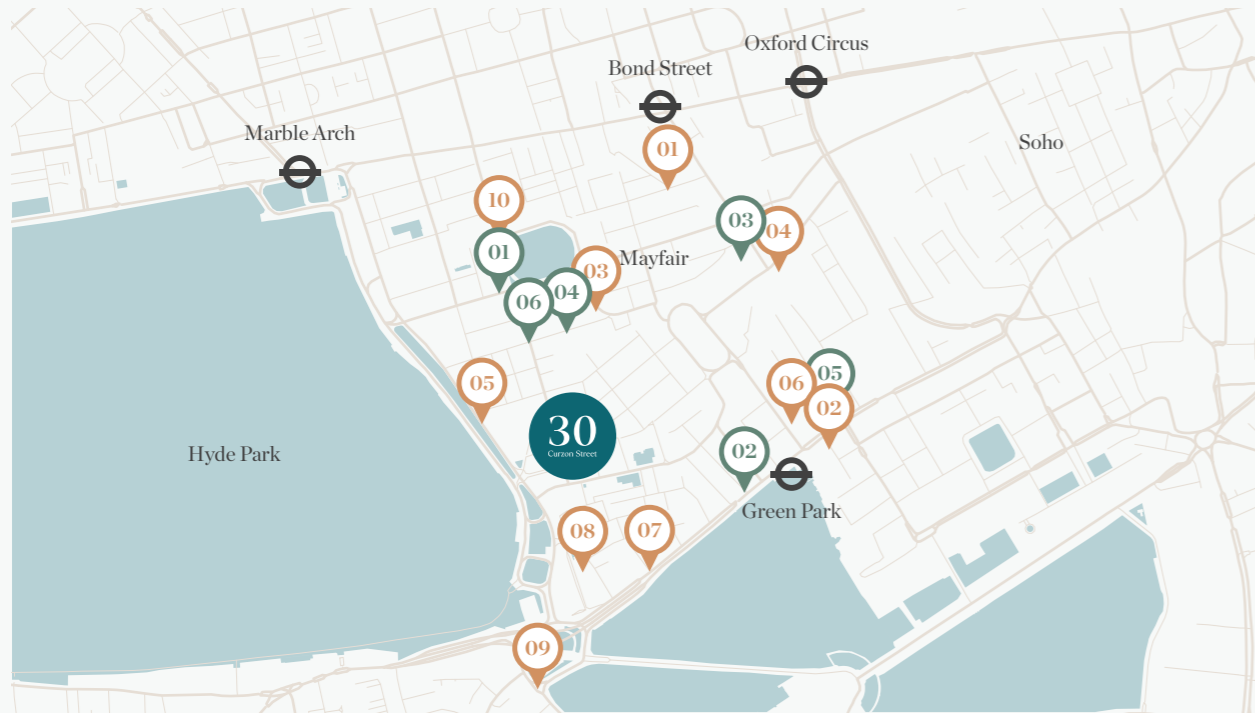 Oxford Circus
Bond Street
Marble Arch
Soho
01
10
03
04
01
Mayfair
03
04
06
05
06
05
02
30
Curzon Street
Hyde Park
02
Green Park
08
07
09